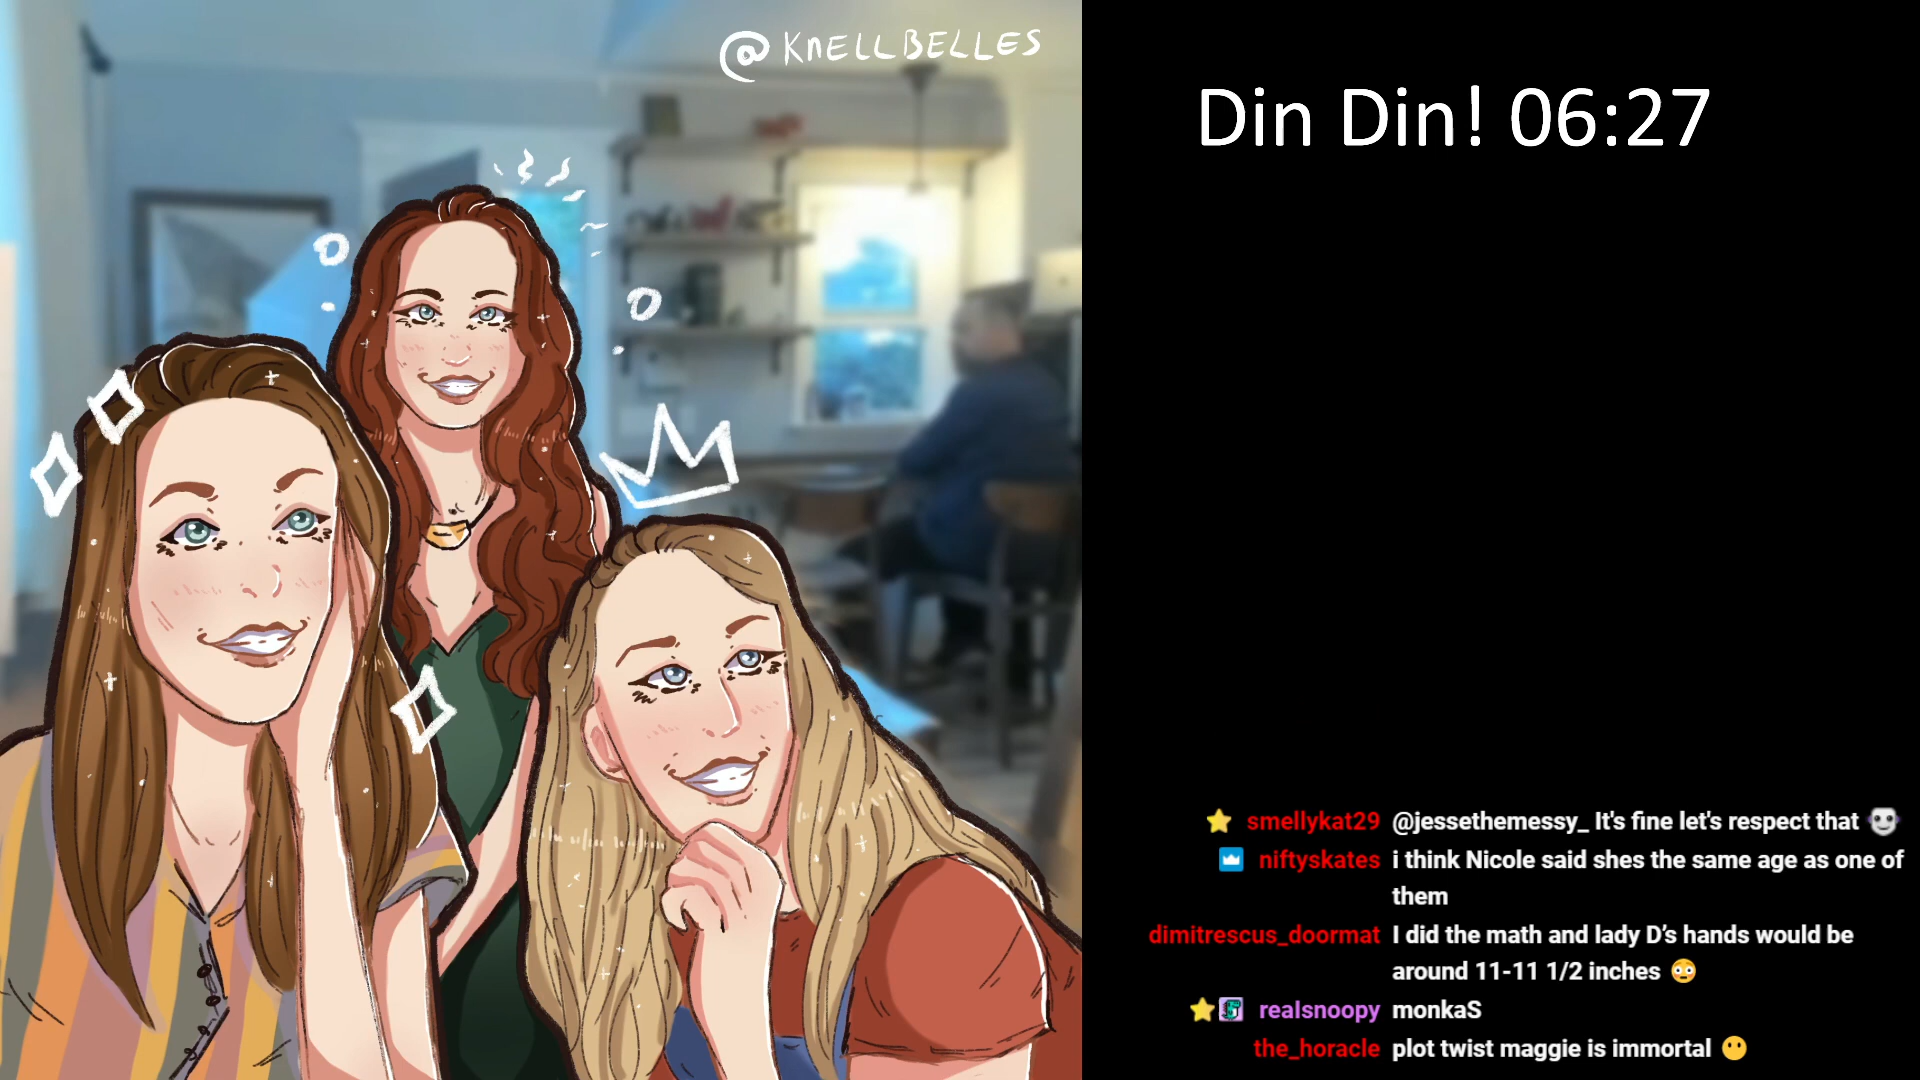 @KNELLBELLES
Din Din! 06:27
smellykat29 @jessethemessy_ It's fine let's respect that
niftyskates i think Nicole said shes the same age as one of
them
dimitrescus_doormat I did the math and lady D's hands would be
around 11-11 1/2 inches 😳
realsnoopy monkaS
the_horacle plot twist maggie is immortal 😶